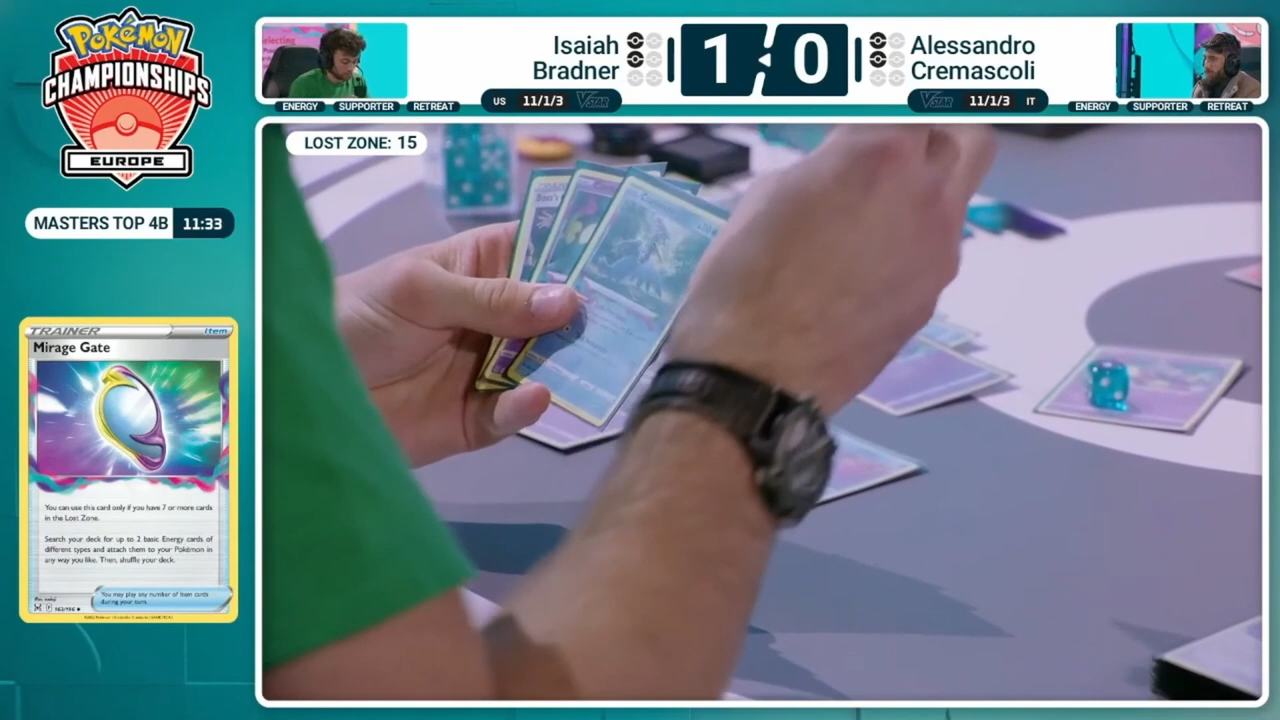 Pokémon
CHAMPIONSHIPS
EUROPE
MASTERS TOP 4B
11:33
Isaiah
Bradner
1
0
Alessandro
Cremascoli
ENERGY
SUPPORTER
RETREAT
US
11/1/3
VSTAR
VSTAR
11/1/3
IT
ENERGY
SUPPORTER
RETREAT
LOST ZONE: 15
TRAINER
Item
Mirage Gate
You can use this card only if you have 7 or more cards
in the Lost Zone.
Search your deck for up to 2 basic Energy cards of
different types and attach them to your Pokémon in
any way you like. Then, shuffle your deck.
You may play any number of Item cards
during your turn.
163/196